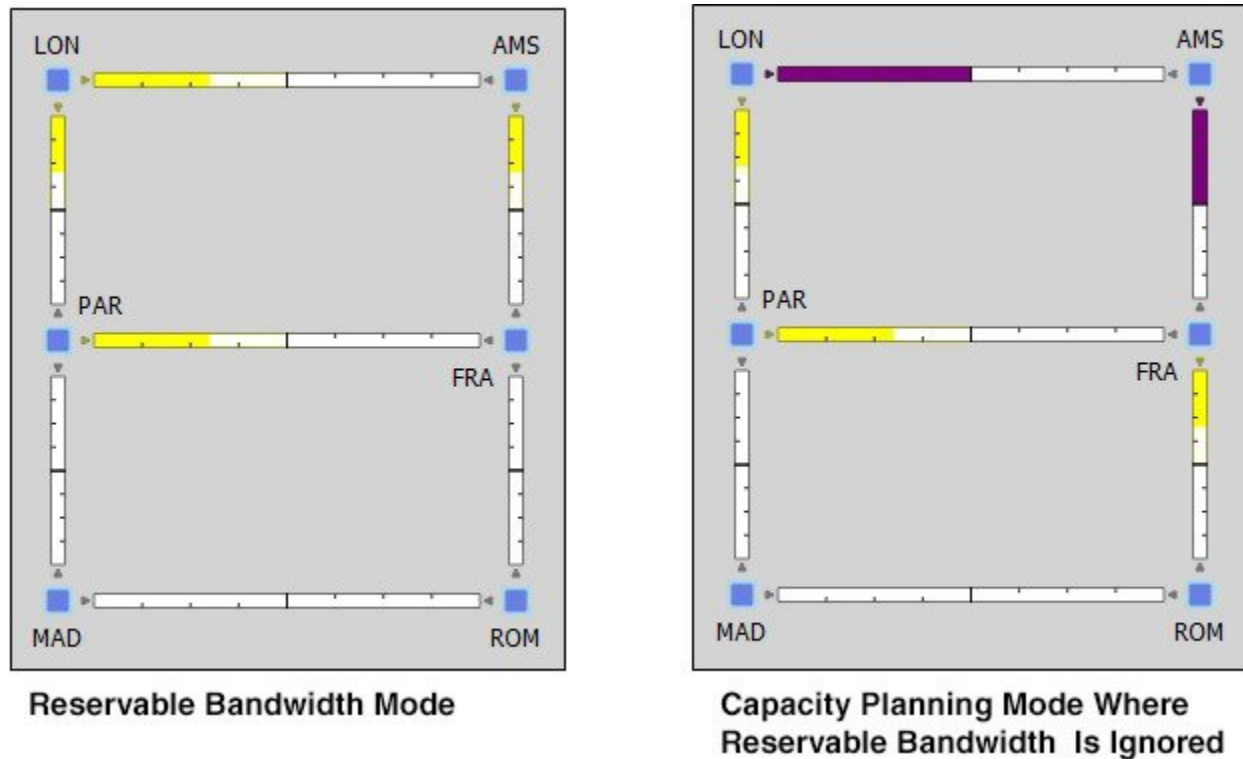 LON
AMS
PAR
FRA
MAD
ROM
Reservable Bandwidth Mode
LON
AMS
PAR
FRA
MAD
ROM
Capacity Planning Mode Where
Reservable Bandwidth Is Ignored